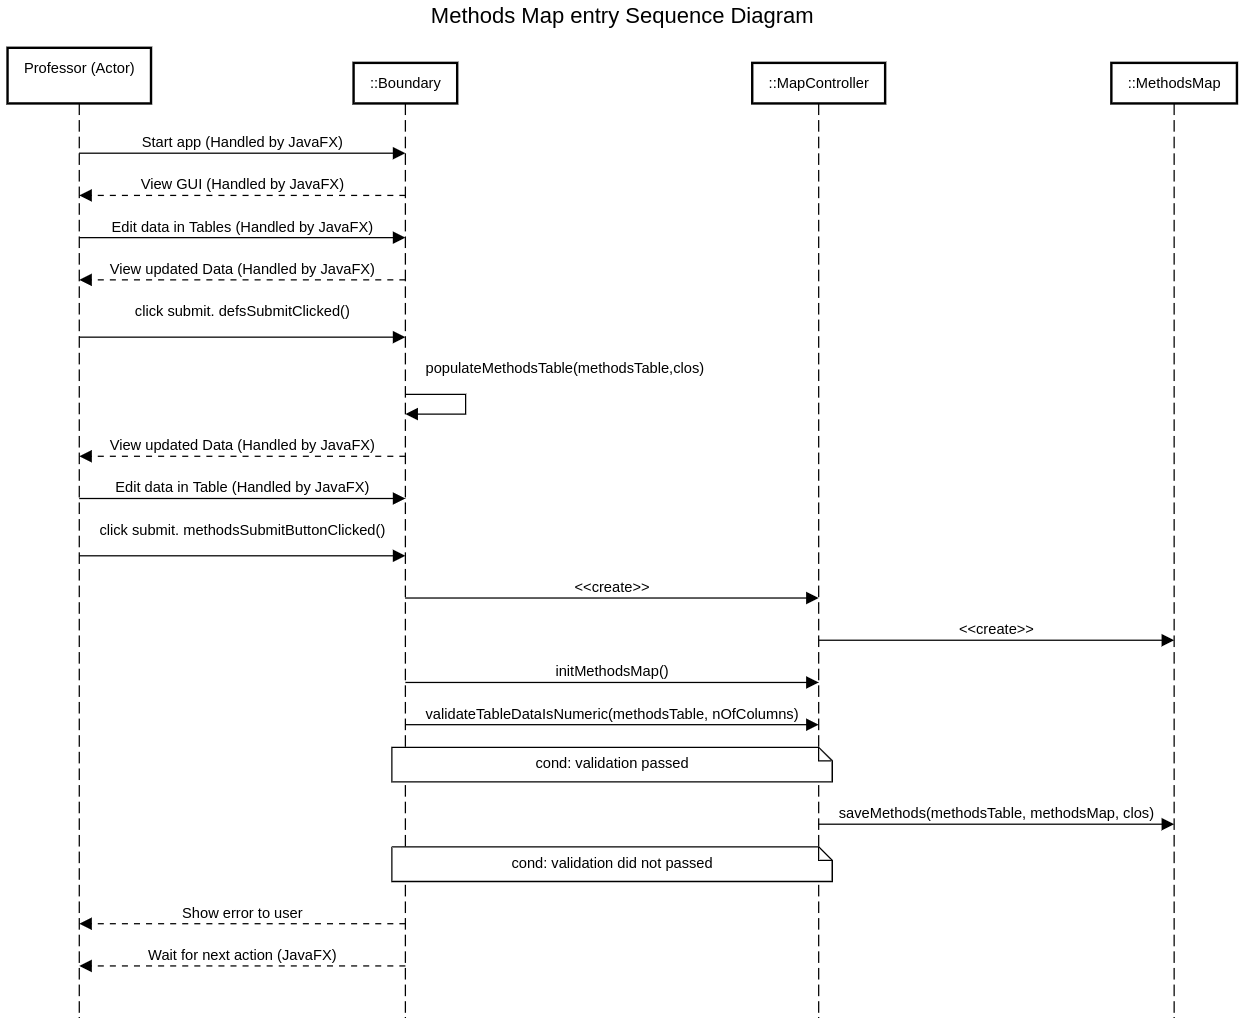 Methods Map entry Sequence Diagram
Professor (Actor)
::Boundary
::MapController
::MethodsMap
Start app (Handled by JavaFX)
View GUI (Handled by JavaFX)
Edit data in Tables (Handled by JavaFX)
View updated Data (Handled by JavaFX)
click submit. defsSubmitClicked()
populateMethodsTable(methodsTable,clos)
View updated Data (Handled by JavaFX)
Edit data in Table (Handled by JavaFX)
click submit. methodsSubmitButtonClicked()
<<create>>
<<create>>
initMethodsMap()
validateTableDataIsNumeric(methodsTable, nOfColumns)
cond: validation passed
saveMethods(methodsTable, methodsMap, clos)
cond: validation did not passed
Show error to user
Wait for next action (JavaFX)